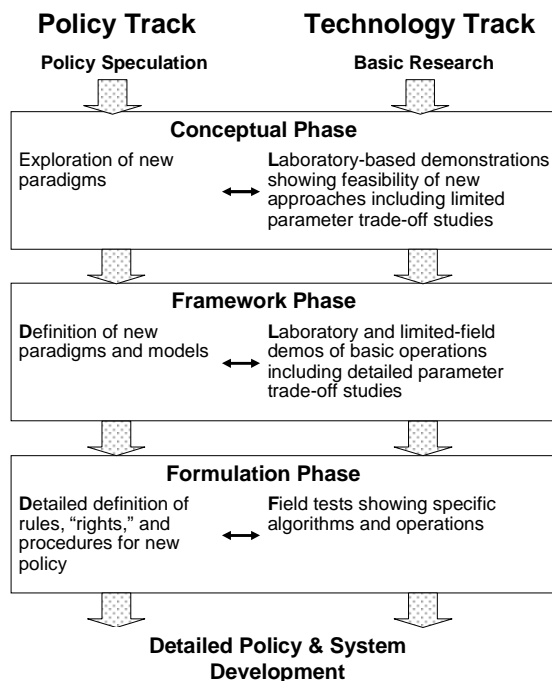 Policy Track
Technology Track
Policy Speculation
Basic Research
Conceptual Phase
Exploration of new
paradigms
Laboratory-based demonstrations
showing feasibility of new
approaches including limited
parameter trade-off studies
Framework Phase
Definition of new
paradigms and models
Laboratory and limited-field
demos of basic operations
including detailed parameter
trade-off studies
Formulation Phase
Detailed definition of
rules, “rights,” and
procedures for new
policy
Field tests showing specific
algorithms and operations
Detailed Policy & System
Development